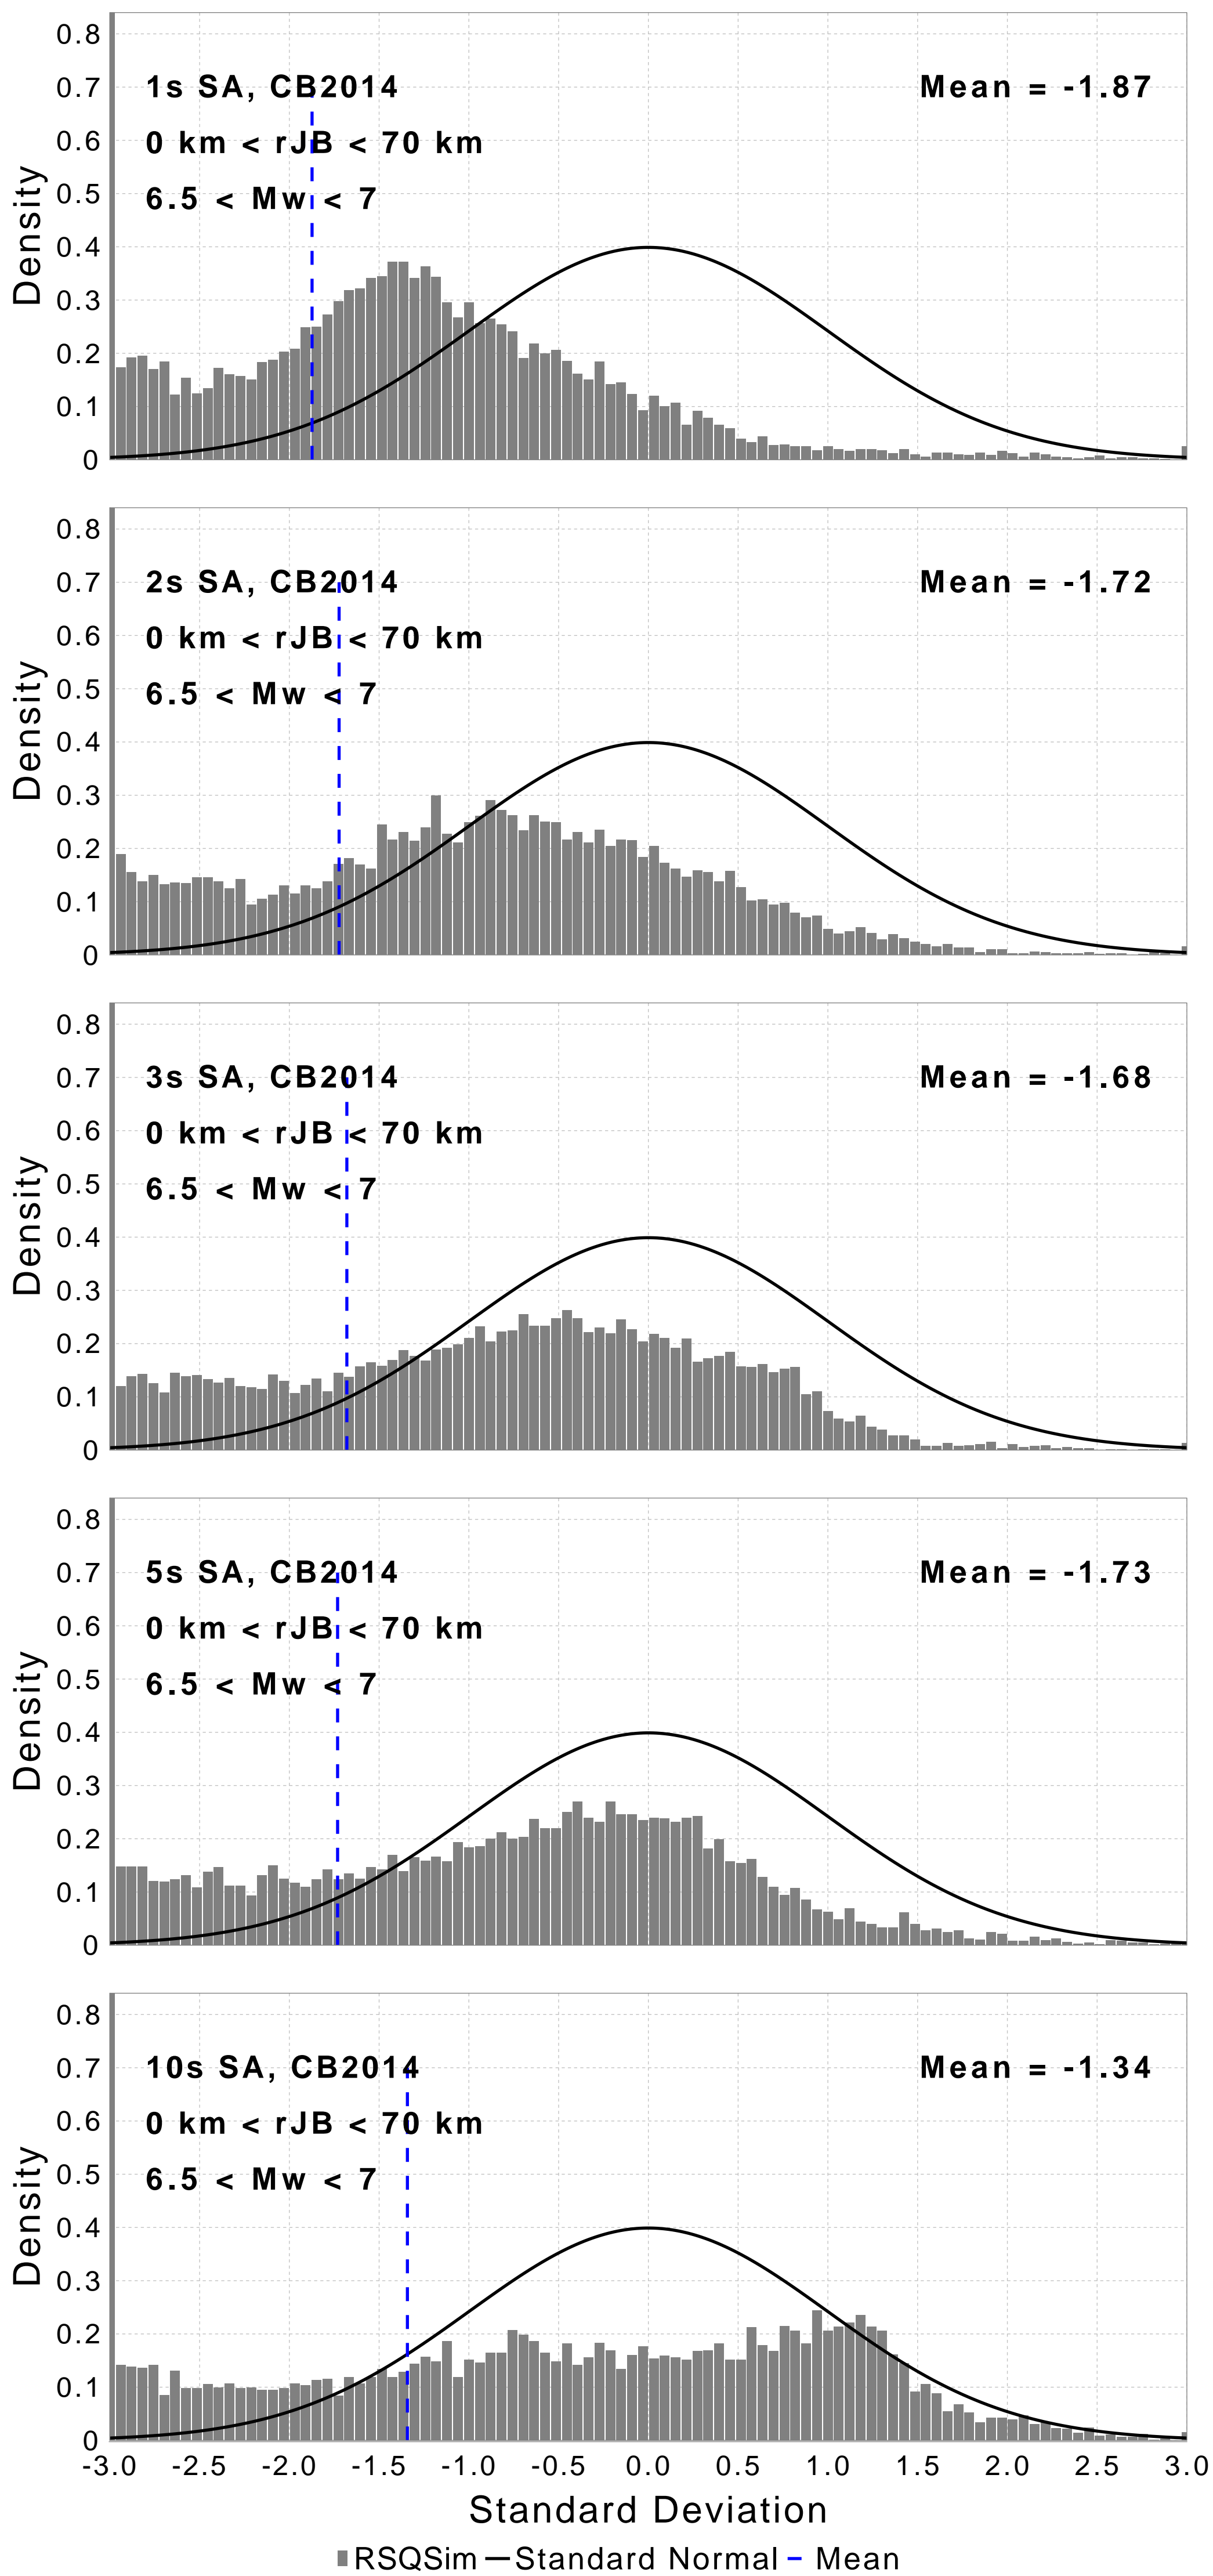 0.8
1s SA, CB2014 Mean = -1.87
0.7
0 km < rJB < 70 km
0.6
6.5 < Mw < 7
0.5
0.4
0.3
0.2
0.1
0
Density
0.8
2s SA, CB2014 Mean = -1.72
0.7
0 km < rJB < 70 km
0.6
6.5 < Mw < 7
0.5
0.4
0.3
0.2
0.1
0
Density
0.8
3s SA, CB2014 Mean = -1.68
0.7
0 km < rJB < 70 km
0.6
6.5 < Mw < 7
0.5
0.4
0.3
0.2
0.1
0
Density
0.8
5s SA, CB2014 Mean = -1.73
0.7
0 km < rJB < 70 km
0.6
6.5 < Mw < 7
0.5
0.4
0.3
0.2
0.1
0
Density
0.8
10s SA, CB2014 Mean = -1.34
0.7
0 km < rJB < 70 km
0.6
6.5 < Mw < 7
0.5
0.4
0.3
0.2
0.1
0
Density
-3.0 -2.5 -2.0 -1.5 -1.0 -0.5 0.0 0.5 1.0 1.5 2.0 2.5 3.0
Standard Deviation
RSQSim Standard Normal Mean